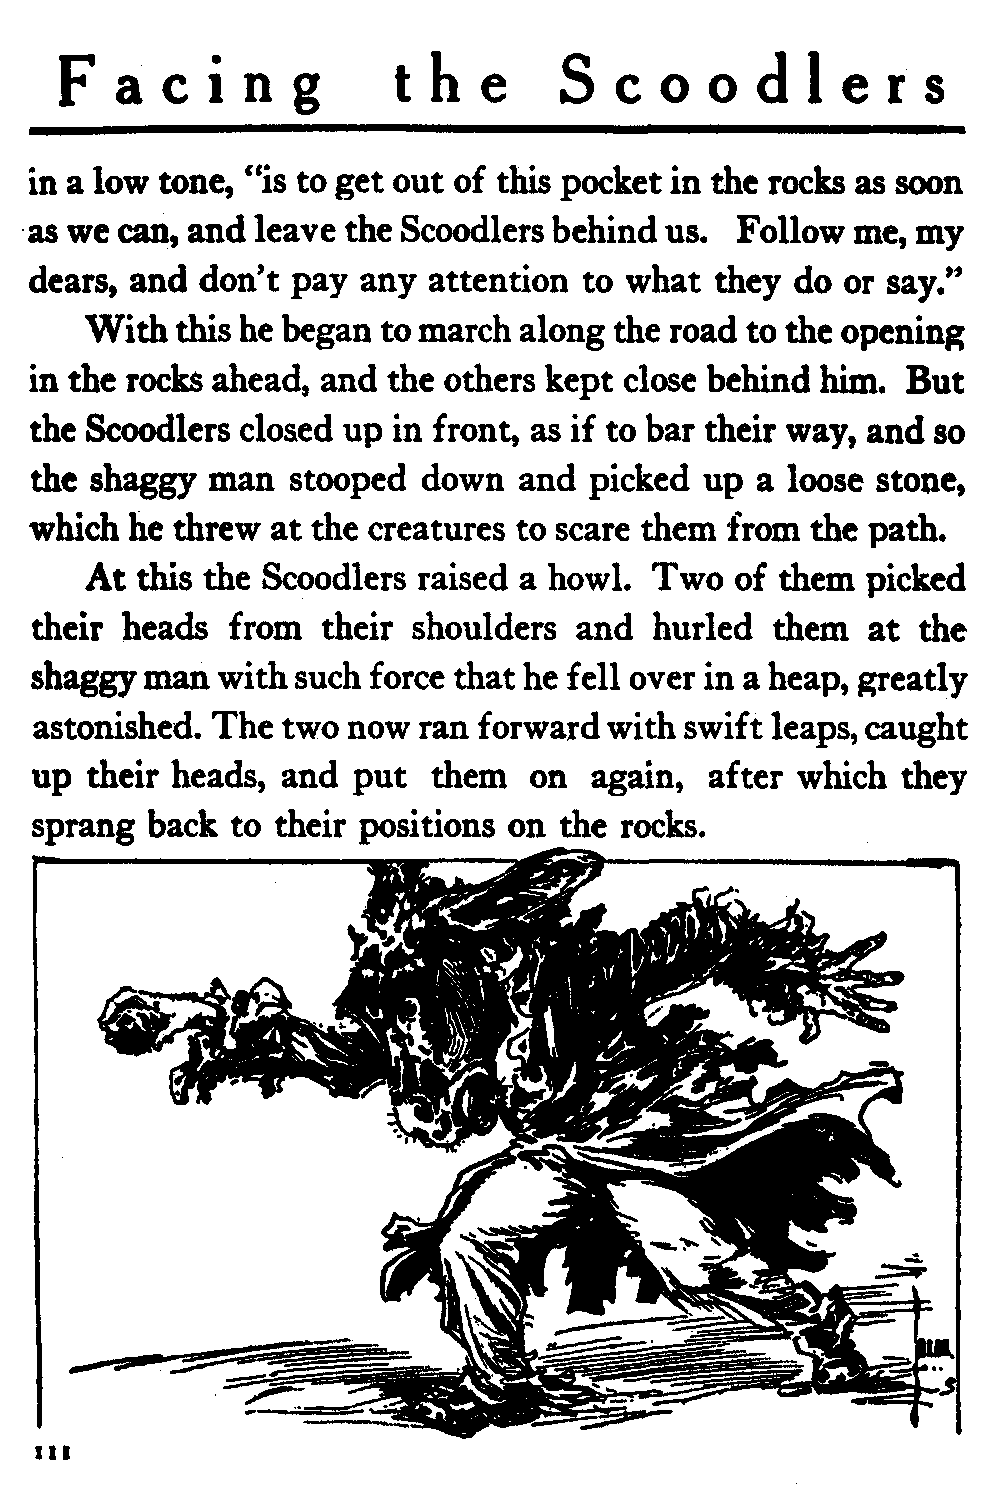 Facing the Scoodlers
in a low tone, “is to get out of this pocket in the rocks as soon
as we can, and leave the Scoodlers behind us. Follow me, my
dears, and don’t pay any attention to what they do or say.”
With this he began to march along the road to the opening
in the rocks ahead, and the others kept close behind him. But
the Scoodlers closed up in front, as if to bar their way, and so
the shaggy man stooped down and picked up a loose stone,
which he threw at the creatures to scare them from the path.
At this the Scoodlers raised a howl. Two of them picked
their heads from their shoulders and hurled them at the
shaggy man with such force that he fell over in a heap, greatly
astonished. The two now ran forward with swift leaps, caught
up their heads, and put them on again, after which they
sprang back to their positions on the rocks.
111